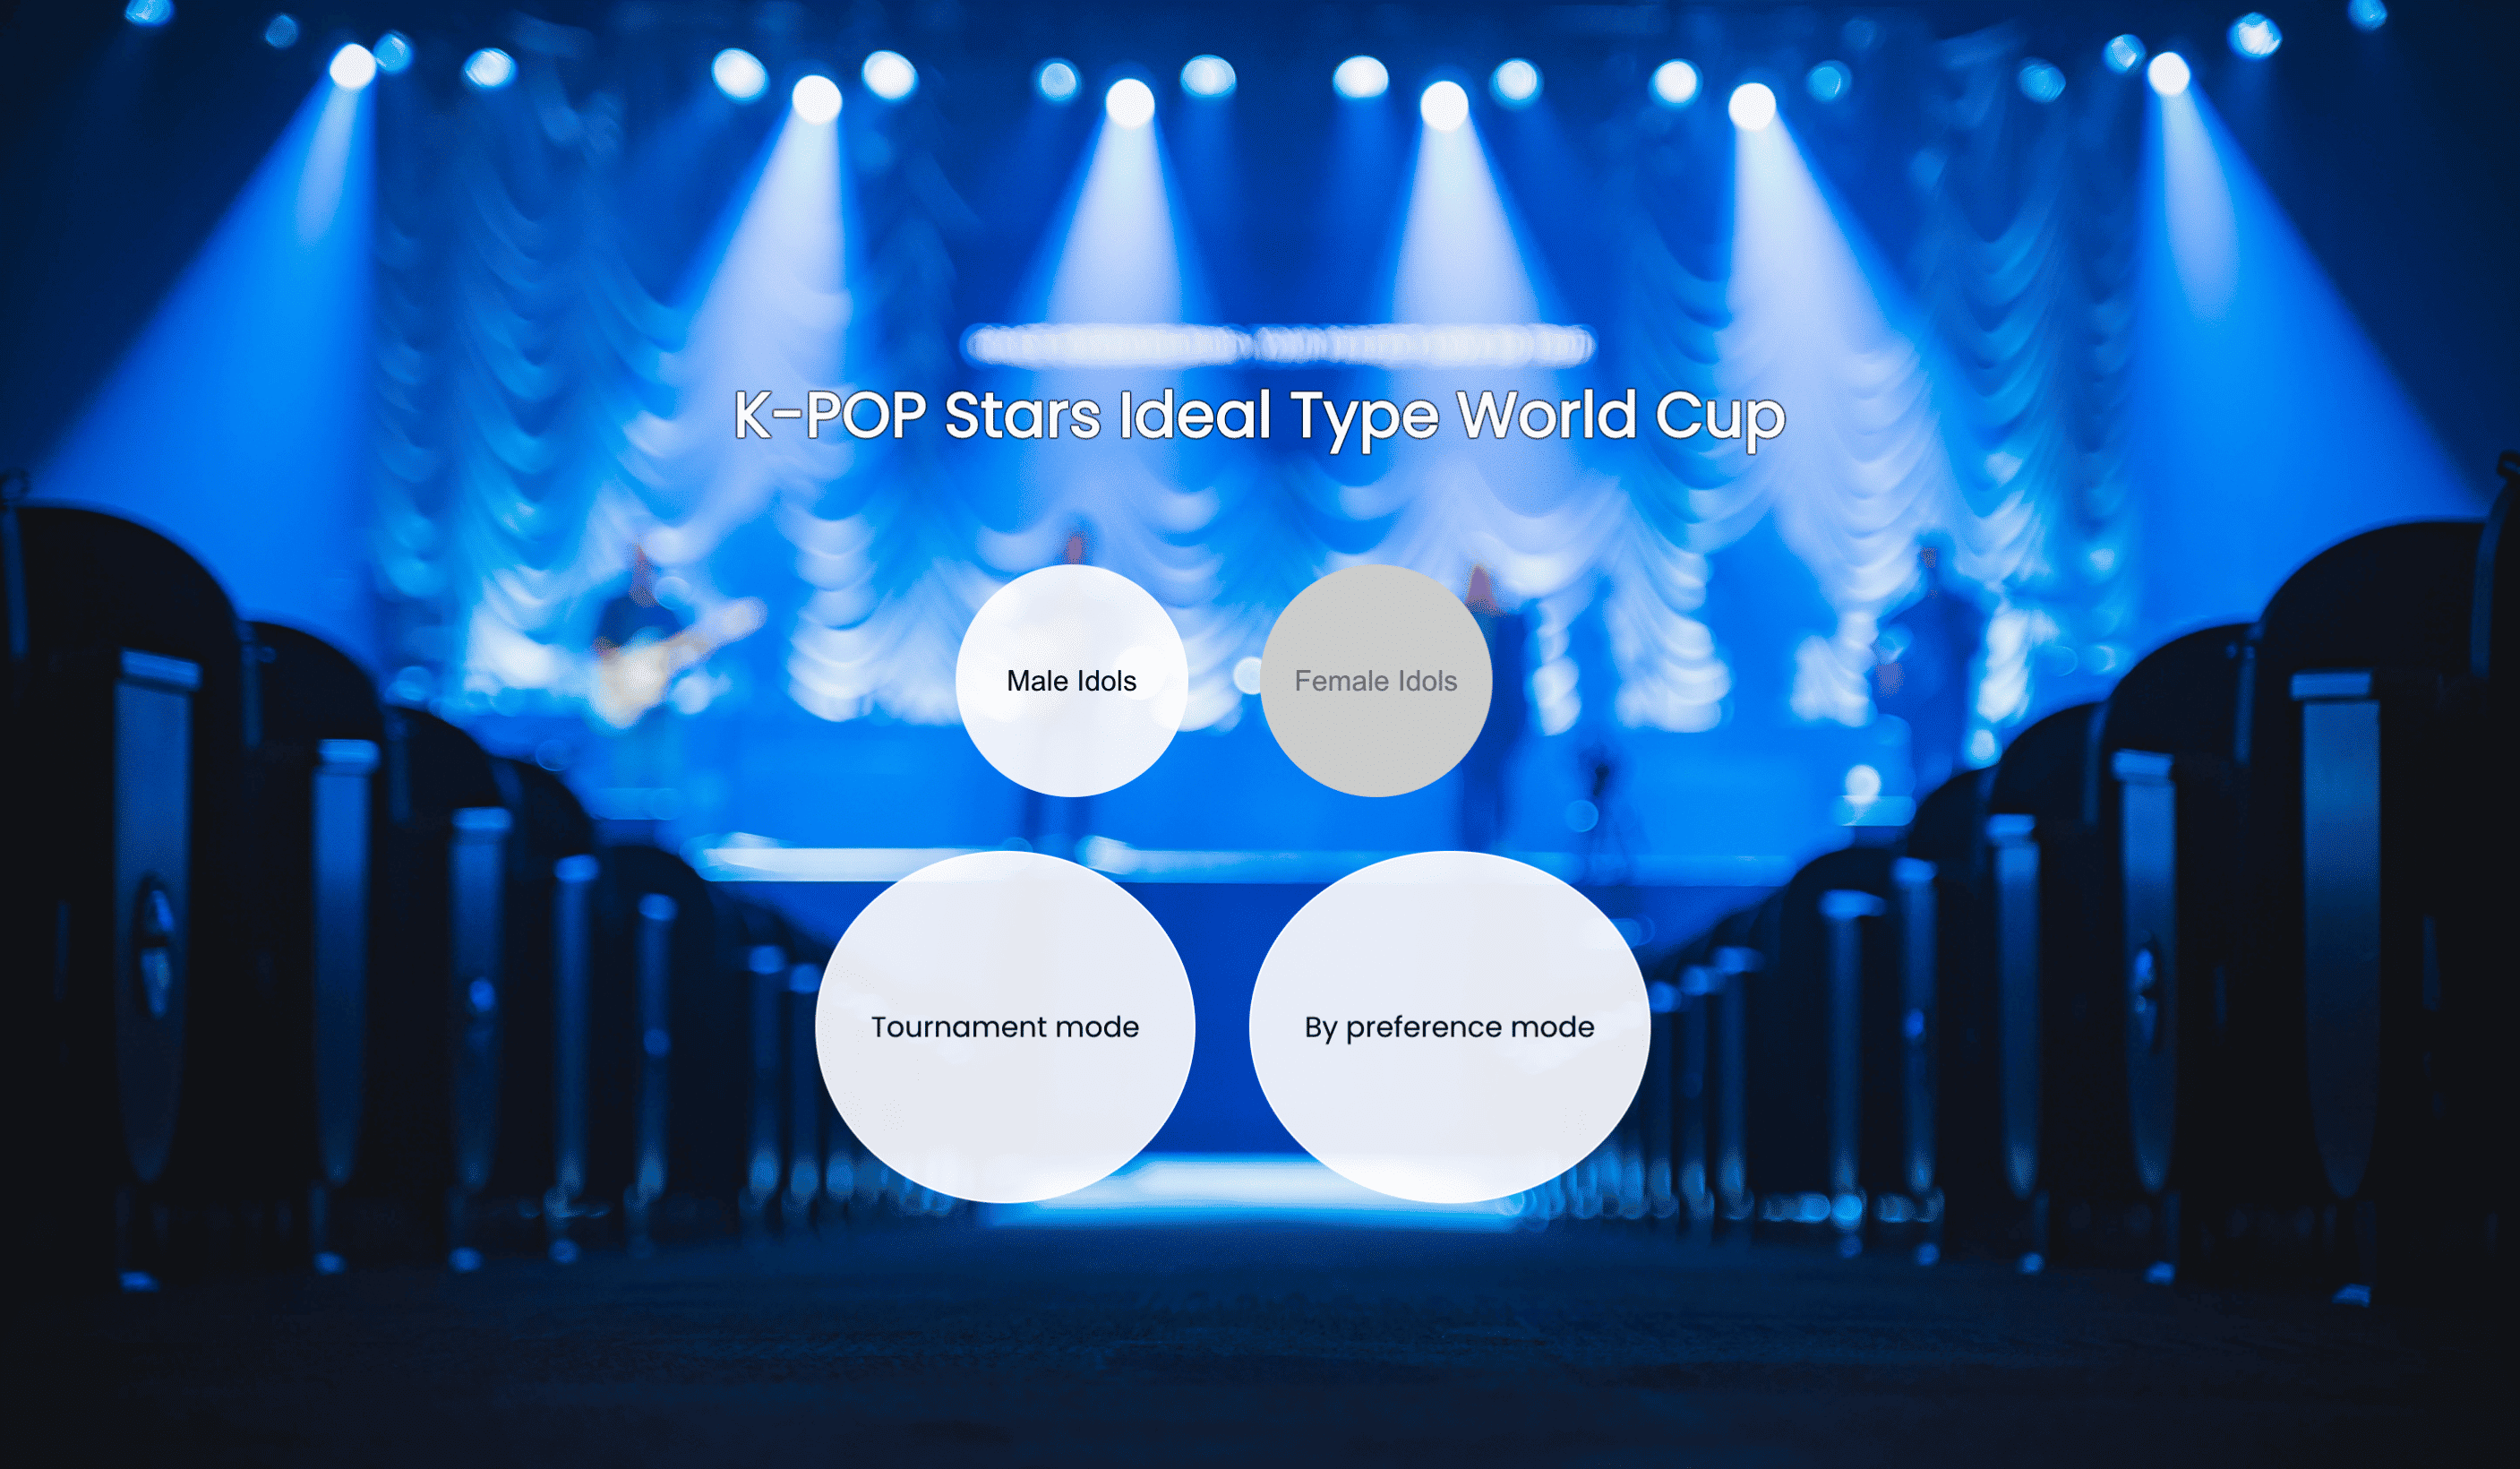 K-POP Stars Ideal Type World Cup
Male Idols
Female Idols
Tournament mode
By preference mode